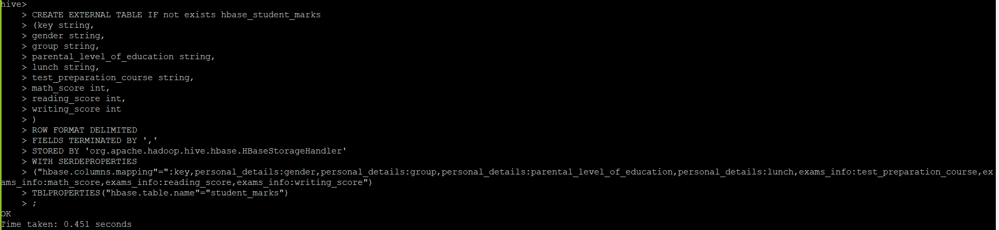 hive>
    > CREATE EXTERNAL TABLE IF not exists hbase_student_marks
    > (key string,
    > gender string,
    > group string,
    > parental_level_of_education string,
    > lunch string,
    > test_preparation_course string,
    > math_score int,
    > reading_score int,
    > writing_score int
    > )
    > ROW FORMAT DELIMITED
    > FIELDS TERMINATED BY ','
    > STORED BY 'org.apache.hadoop.hive.hbase.HBaseStorageHandler'
    > WITH SERDEPROPERTIES
    > ("hbase.columns.mapping"=":key,personal_details:gender,personal_details:group,personal_details:parental_level_of_education,personal_details:lunch,exams_info:test_preparation_course,ex
ams_info:math_score,exams_info:reading_score,exams_info:writing_score")
    > TBLPROPERTIES("hbase.table.name"="student_marks")
    > ;
OK
Time taken: 0.451 seconds